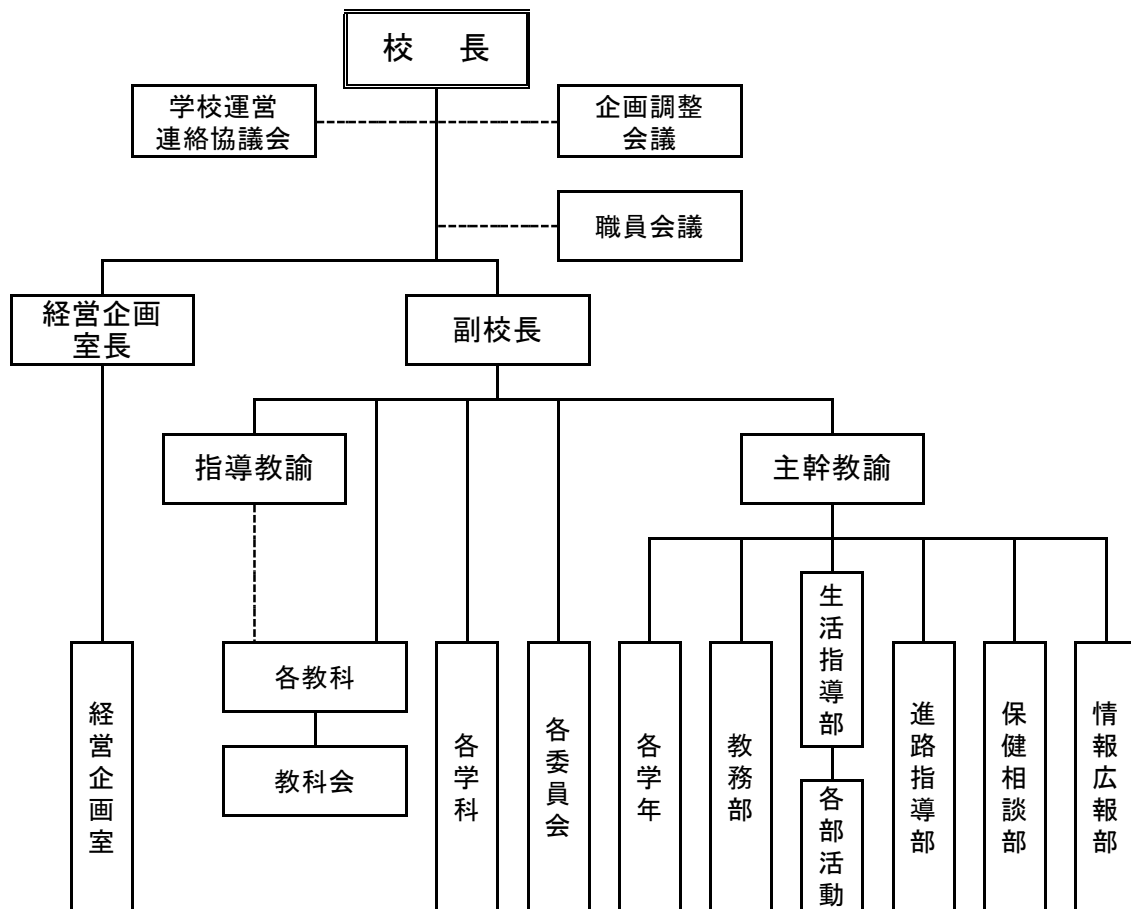 校　長
学校運営
連絡協議会
企画調整
会議
職員会議
経営企画
室長
副校長
指導教諭
主幹教諭
経営企画室
各教科
教科会
各学科
各委員会
各学年
教務部
生活指導部
各部活動
進路指導部
保健相談部
情報広報部